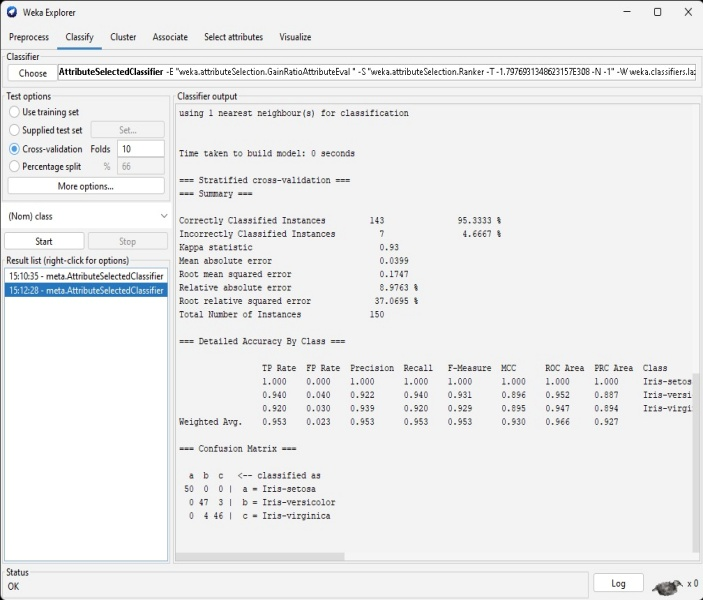 Weka Explorer
Preprocess Classify Cluster Associate Select attributes Visualize
Classifier
Choose AttributeSelectedClassifier -E "weka.attributeSelection.GainRatioAttributeEval " -S "weka.attributeSelection.Ranker -T -1.7976931348623157E308 -N -1" -W weka.classifiers.laz
Test options
Use training set
Supplied test set Set...
Cross-validation Folds 10
Percentage split % 66
More options...
(Nom) class
Start Stop
Result list (right-click for options)
15:10:35 - meta.AttributeSelectedClassifier
15:12:28 - meta.AttributeSelectedClassifier
Classifier output
using 1 nearest neighbour(s) for classification
Time taken to build model: 0 seconds
=== Stratified cross-validation ===
=== Summary ===
Correctly Classified Instances 143 95.3333 %
Incorrectly Classified Instances 7 4.6667 %
Kappa statistic 0.93
Mean absolute error 0.0399
Root mean squared error 0.1747
Relative absolute error 8.9763 %
Root relative squared error 37.0695 %
Total Number of Instances 150
=== Detailed Accuracy By Class ===
TP Rate FP Rate Precision Recall F-Measure MCC ROC Area PRC Area Class
1.000 0.000 1.000 1.000 1.000 1.000 1.000 1.000 Iris-setos
0.940 0.040 0.922 0.940 0.931 0.896 0.952 0.887 Iris-versi
0.920 0.030 0.939 0.920 0.929 0.895 0.947 0.894 Iris-virgi
Weighted Avg. 0.953 0.023 0.953 0.953 0.953 0.930 0.966 0.927
=== Confusion Matrix ===
a b c <-- classified as
50 0 0 | a = Iris-setosa
0 47 3 | b = Iris-versicolor
0 4 46 | c = Iris-virginica
Status
OK
Log x 0